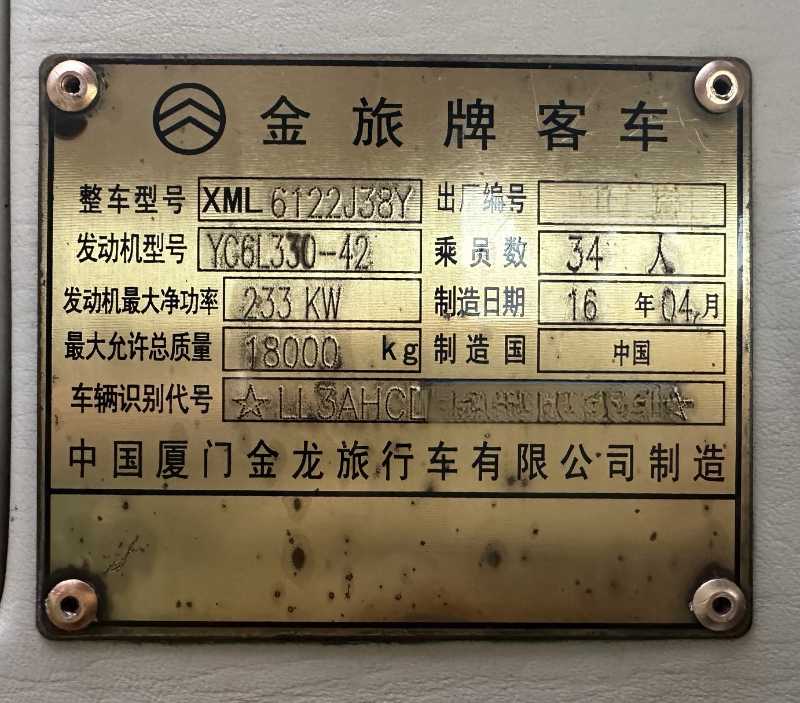 金旅牌客车
整车型号 XML 6122J38Y 出厂编号
发动机型号 YC6L330-42 乘员数 34 人
发动机最大净功率 233 KW 制造日期 16 年 04 月
最大允许总质量 18000 kg 制造国 中国
车辆识别代号 ☆LL3AHCD
中国厦门金龙旅行车有限公司制造